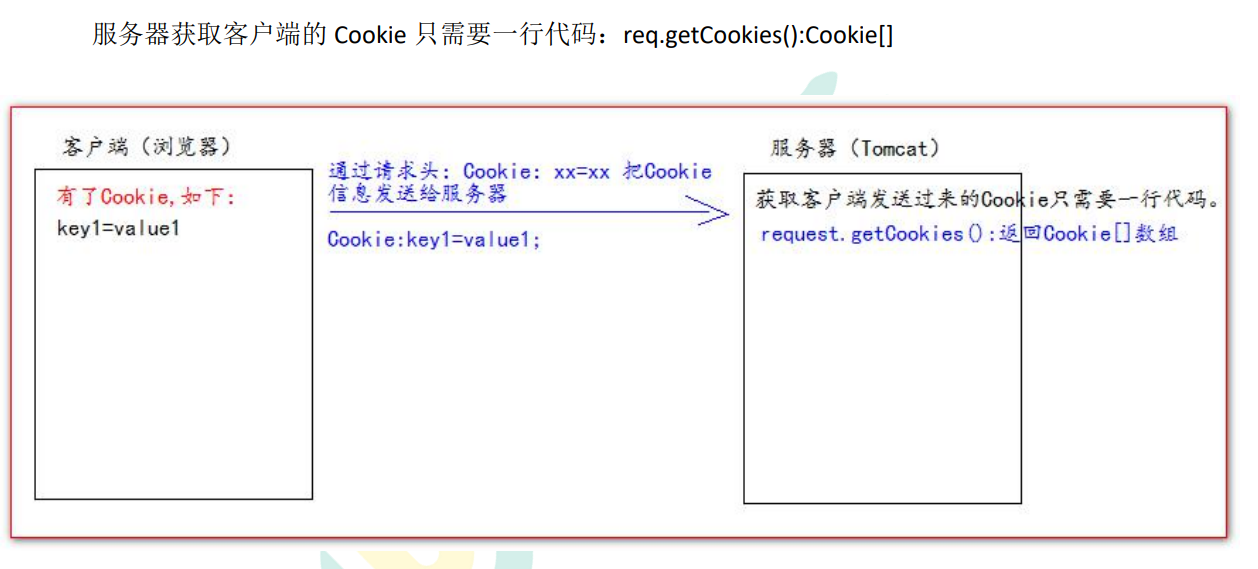 服务器获取客户端的 Cookie 只需要一行代码：req.getCookies():Cookie[]
客户端（浏览器）
有了Cookie,如下：
key1=value1
通过请求头：Cookie: xx=xx 把Cookie
信息发送给服务器
Cookie:key1=value1;
服务器（Tomcat）
获取客户端发送过来的Cookie只需要一行代码。
request.getCookies():返回Cookie[]数组